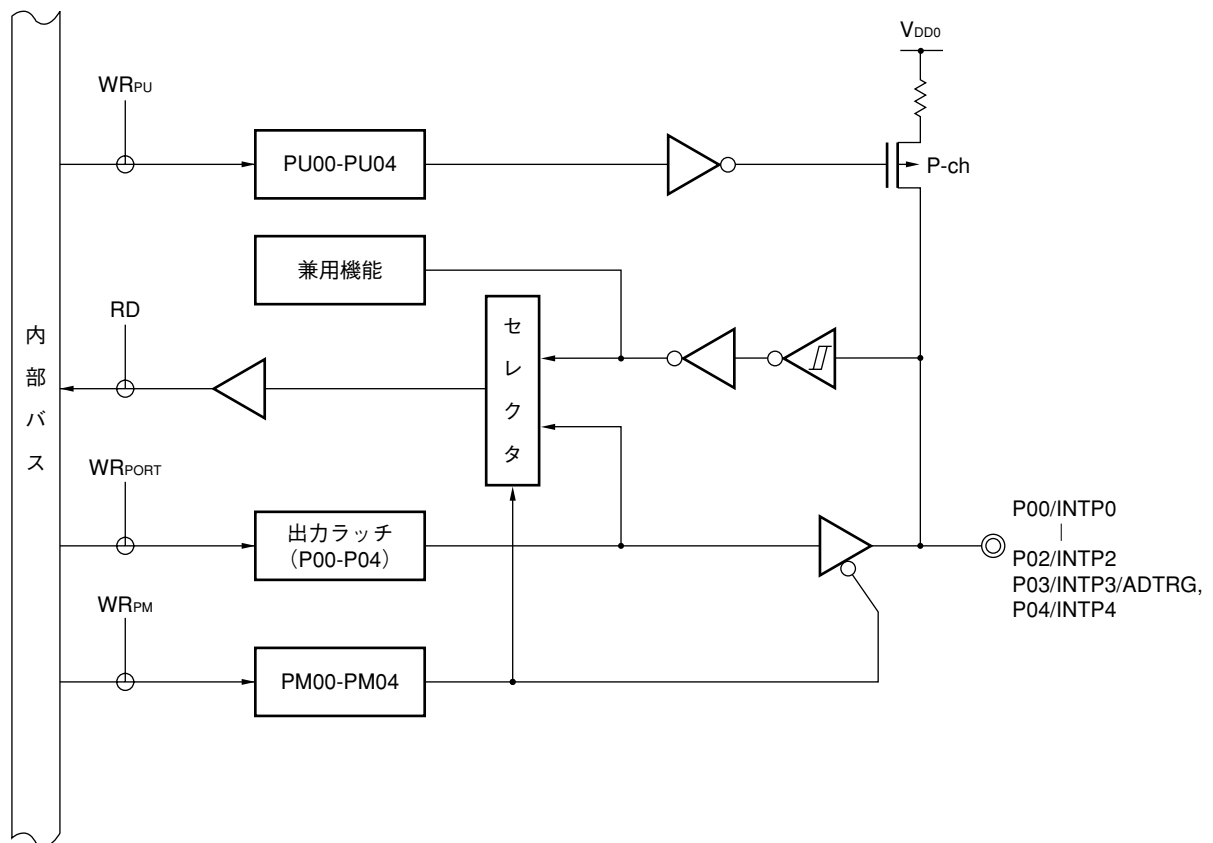 VDD0
WRPU
PU00-PU04
P-ch
兼用機能
RD
セレクタ
内部バス
WRPORT
出力ラッチ
(P00-P04)
P00/INTP0
|
P02/INTP2
P03/INTP3/ADTRG,
P04/INTP4
WRPM
PM00-PM04